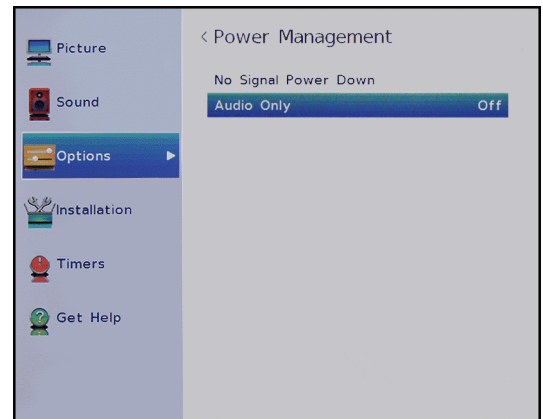 Picture
Sound
Options
Installation
Timers
Get Help
< Power Management
No Signal Power Down
Audio Only Off